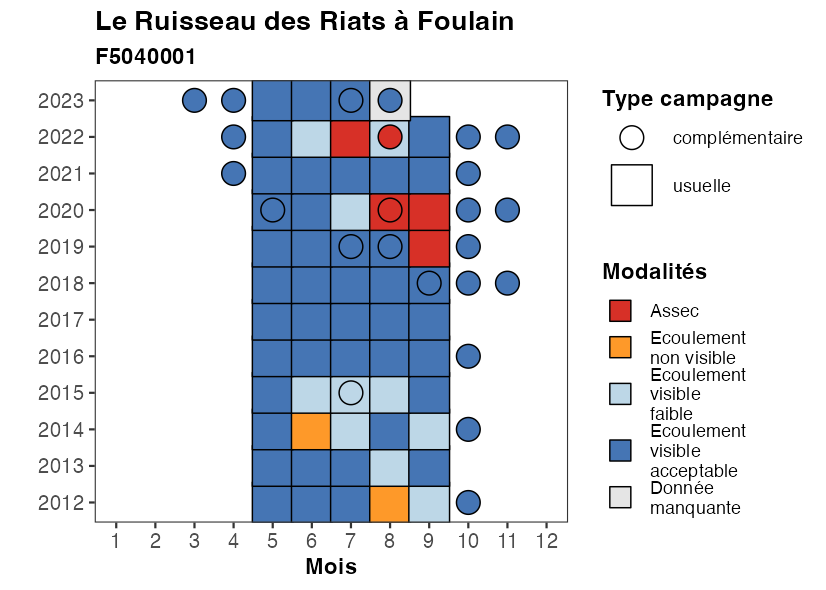 Le Ruisseau des Riats à Foulain
F5040001
2023
2022
2021
2020
2019
2018
2017
2016
2015
2014
2013
2012
1 2 3 4 5 6 7 8 9 10 11 12
Mois
Type campagne
complémentaire
usuelle
Modalités
Assec
Ecoulement
non visible
Ecoulement
visible
faible
Ecoulement
visible
acceptable
Donnée
manquante